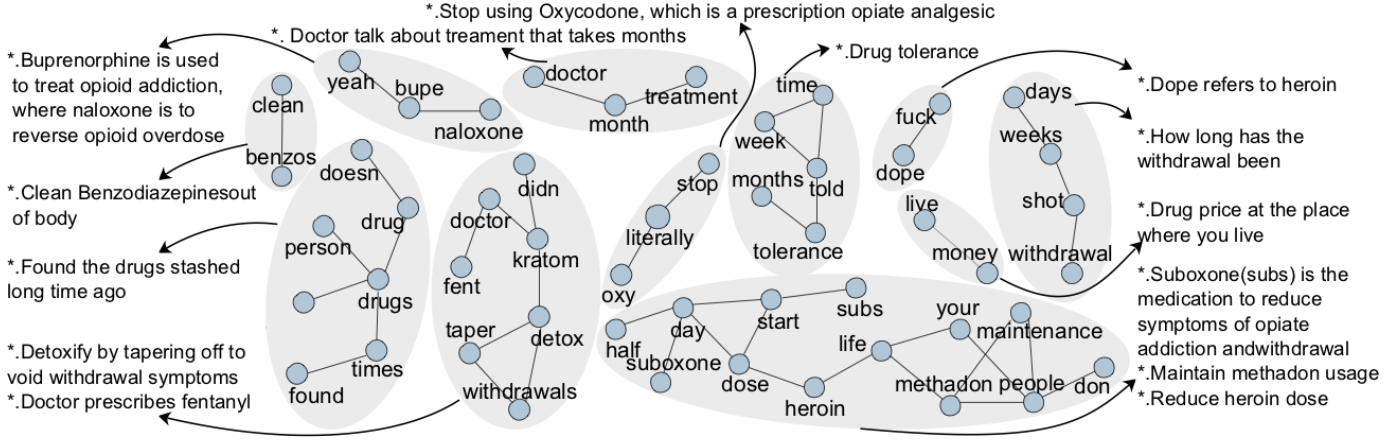 *.Stop using Oxycodone, which is a prescription opiate analgesic
*. Doctor talk about treament that takes months
*.Buprenorphine is used
to treat opioid addiction,
where naloxone is to
reverse opioid overdose
*.Clean Benzodiazepinesout
of body
*.Found the drugs stashed
long time ago
*.Detoxify by tapering off to
void withdrawal symptoms
*.Doctor prescribes fentanyl
clean
benzos
yeah
bupe
naloxone
doctor
treatment
month
*.Drug tolerance
time
week
months
told
tolerance
fuck
dope
days
weeks
shot
withdrawal
live
money
stop
literally
oxy
doesn
drug
person
drugs
times
found
didn
doctor
kratom
fent
taper
detox
withdrawals
subs
start
day
half
suboxone
dose
heroin
life
your
maintenance
methadon
people
don
*.Dope refers to heroin
*.How long has the
withdrawal been
*.Drug price at the place
where you live
*.Suboxone(subs) is the
medication to reduce
symptoms of opiate
addiction andwithdrawal
*.Maintain methadon usage
*.Reduce heroin dose